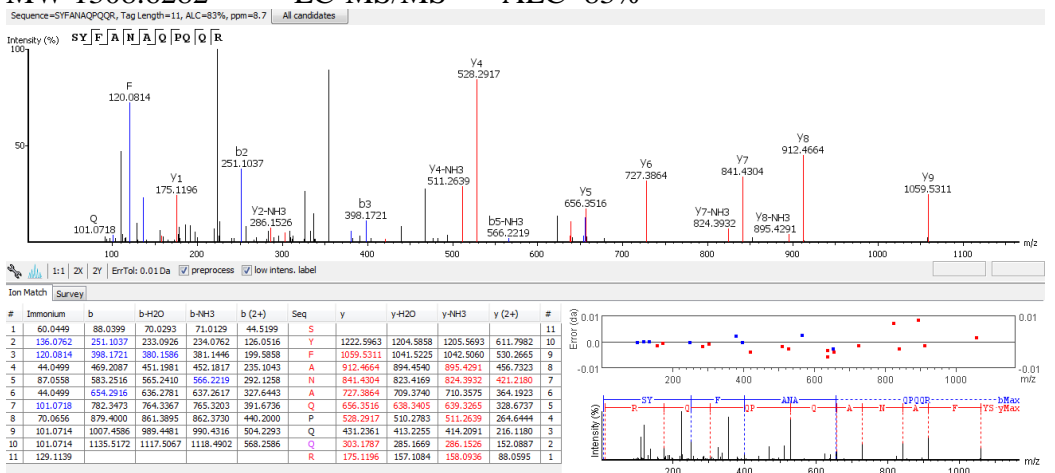 MW 1308.6282 LC-MS/MS ALC=83%
Sequence=SYFANAQPQQR, Tag Length=11, ALC=83%, ppm=8.7 All candidates
Intensity (%) SY F A N A Q PQ Q R
100
50
Q 101.0718
F 120.0814
y1 175.1196
b2 251.1037
y2-NH3 286.1526
b3 398.1721
y4-NH3 511.2639
y4 528.2917
b5-NH3 566.2219
y5 656.3516
y6 727.3864
y7-NH3 824.3932
y7 841.4304
y8-NH3 895.4291
y8 912.4664
y9 1059.5311
100 200 300 400 500 600 700 800 900 1000 1100 m/z
1:1 2X 2Y ErrTol: 0.01 Da preprocess low intens. label
Ion Match Survey
# Immonium b b-H2O b-NH3 b (2+) Seq y y-H2O y-NH3 y (2+) #
1 60.0449 88.0399 70.0293 71.0129 44.5199 S 11
2 136.0762 251.1037 233.0926 234.0762 126.0516 Y 1222.5963 1204.5858 1205.5693 611.7982 10
3 120.0814 398.1721 380.1586 381.1446 199.5858 F 1059.5311 1041.5225 1042.5060 530.2665 9
4 44.0499 469.2087 451.1981 452.1817 235.1043 A 912.4664 894.4540 895.4291 456.7323 8
5 87.0558 583.2516 565.2410 566.2219 292.1258 N 841.4304 823.4169 824.3932 421.2180 7
6 44.0499 654.2916 636.2781 637.2617 327.6443 A 727.3864 709.3740 710.3575 364.1923 6
7 101.0718 782.3473 764.3367 765.3203 391.6736 Q 656.3516 638.3405 639.3265 328.6737 5
8 70.0656 879.4000 861.3895 862.3730 440.2000 P 528.2917 510.2783 511.2639 264.6444 4
9 101.0714 1007.4586 989.4481 990.4316 504.2293 Q 431.2361 413.2255 414.2091 216.1180 3
10 101.0714 1135.5172 1117.5067 1118.4902 568.2586 Q 303.1787 285.1669 286.1526 152.0887 2
11 129.1139 R 175.1196 157.1084 158.0936 88.0595 1
Error (da) 0.01 0.01
0.0
-0.01 -0.01
200 400 600 800 1000 m/z
Intensity (%)
SY F ANA QPQQR bMax
R Q QP Q A N A F YS yMax
200 400 600 800 1000 m/z